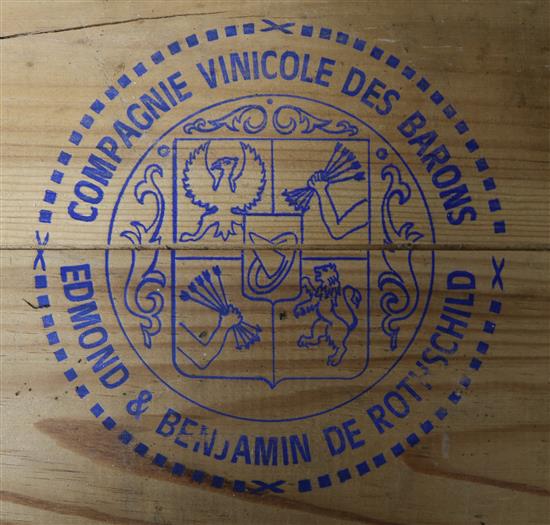 COMPAGNIE VINICOLE DES BARONS
EDMOND & BENJAMIN DE ROTHSCHILD